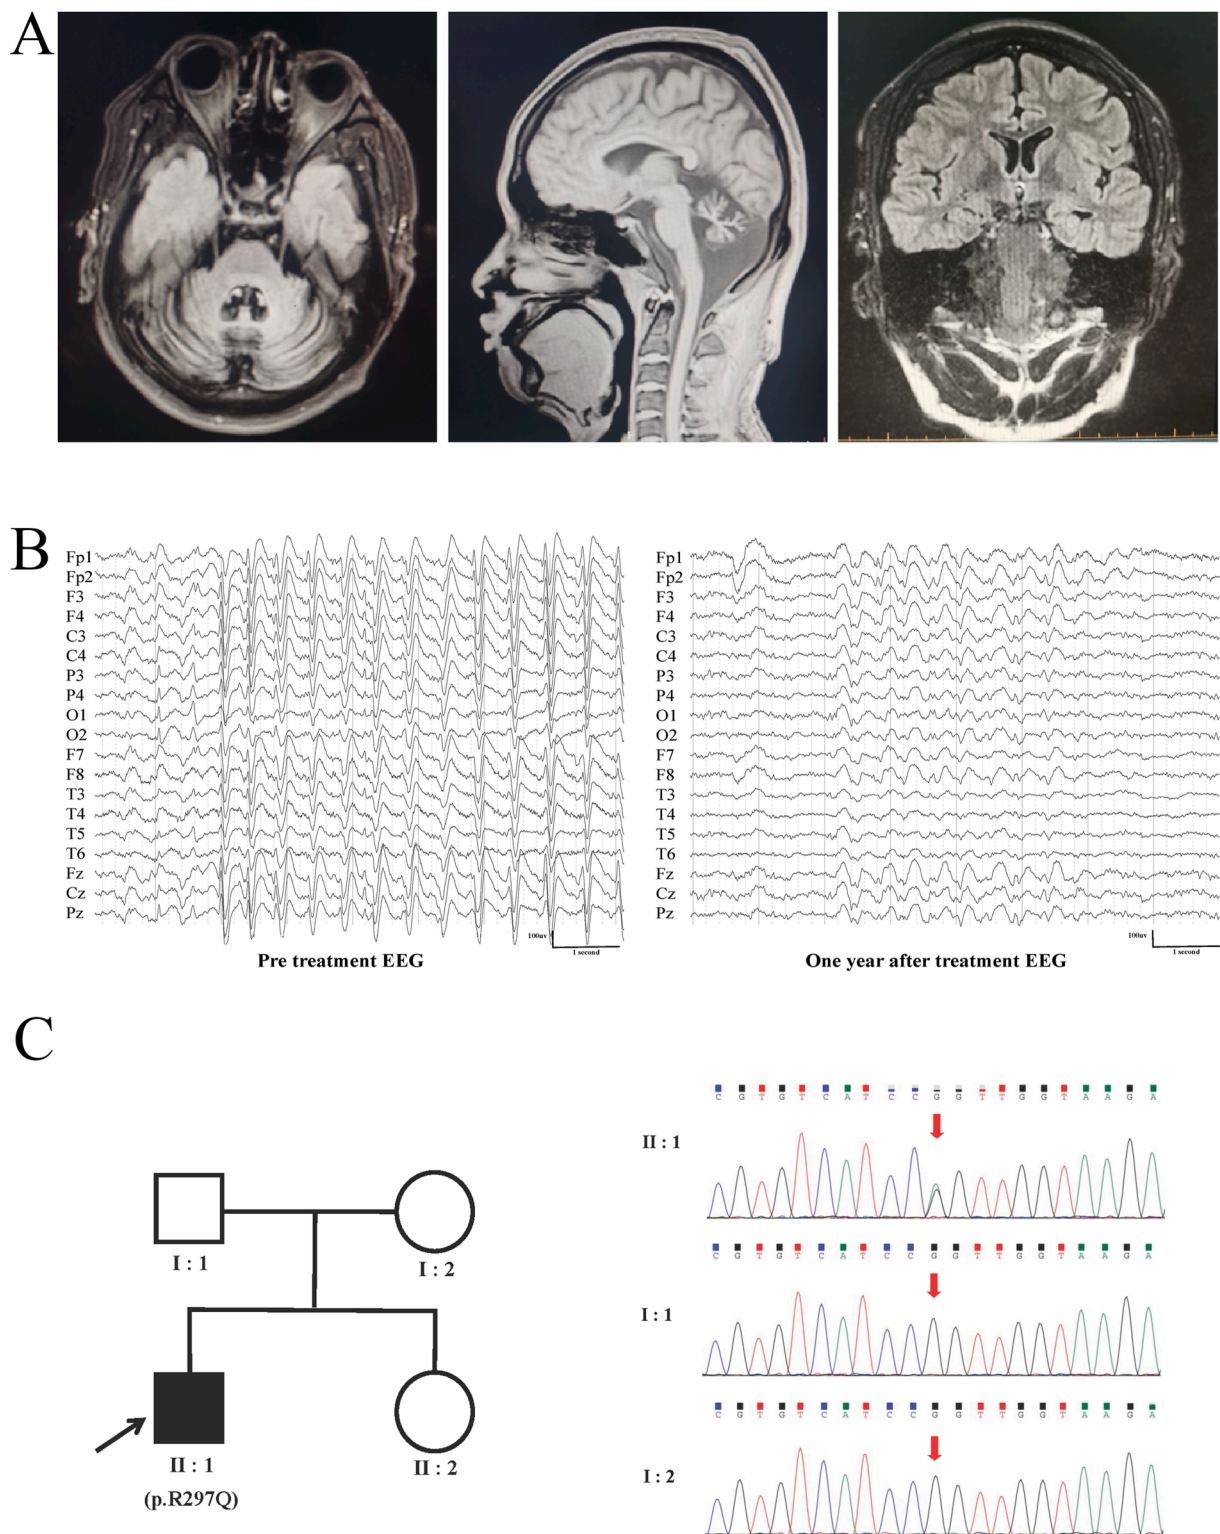 A
B
Fp1
Fp2
F3
F4
C3
C4
P3
P4
O1
O2
F7
F8
T3
T4
T5
T6
Fz
Cz
Pz
100uv
1 second
Pre treatment EEG
Fp1
Fp2
F3
F4
C3
C4
P3
P4
O1
O2
F7
F8
T3
T4
T5
T6
Fz
Cz
Pz
100uv
1 second
One year after treatment EEG
C
I : 1
I : 2
II : 1
(p.R297Q)
II : 2
C G T G T C A T C C G G T T G G T A A G A
II : 1
C G T G T C A T C C G G T T G G T A A G A
I : 1
C G T G T C A T C C G G T T G G T A A G A
I : 2